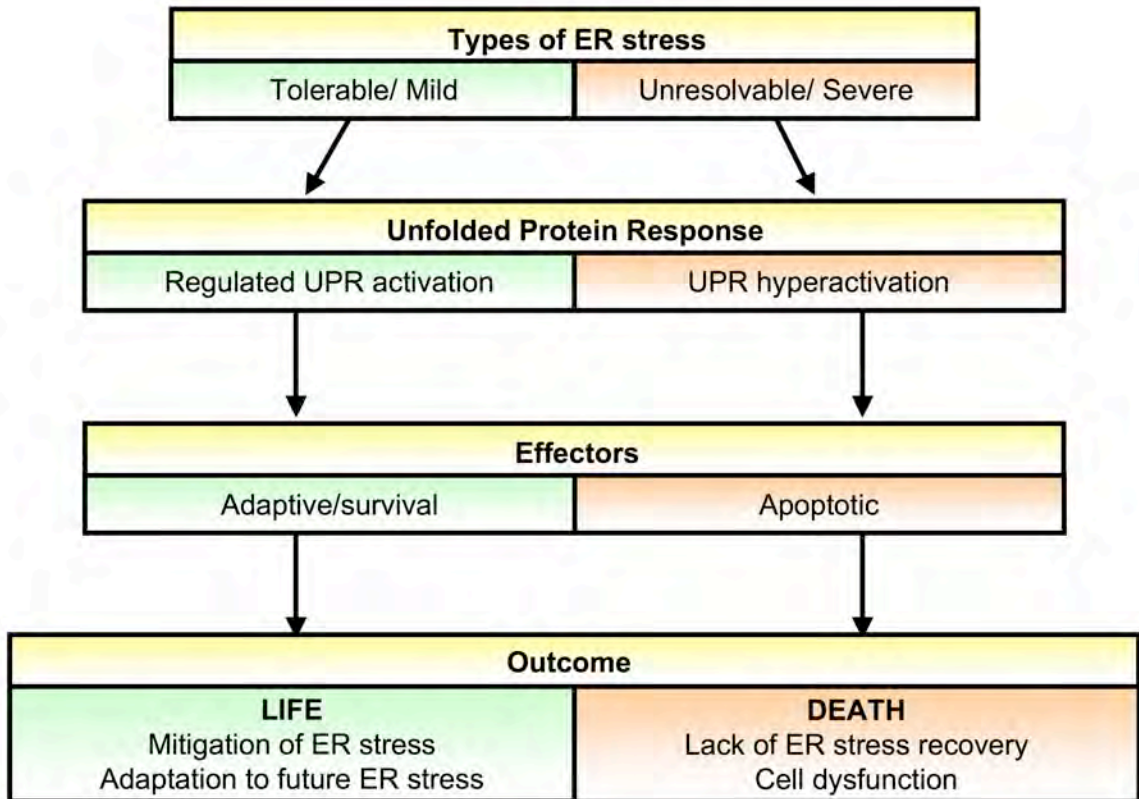 Types of ER stress
Tolerable/ Mild
Unresolvable/ Severe
Unfolded Protein Response
Regulated UPR activation
UPR hyperactivation
Effectors
Adaptive/survival
Apoptotic
Outcome
LIFE
Mitigation of ER stress
Adaptation to future ER stress
DEATH
Lack of ER stress recovery
Cell dysfunction